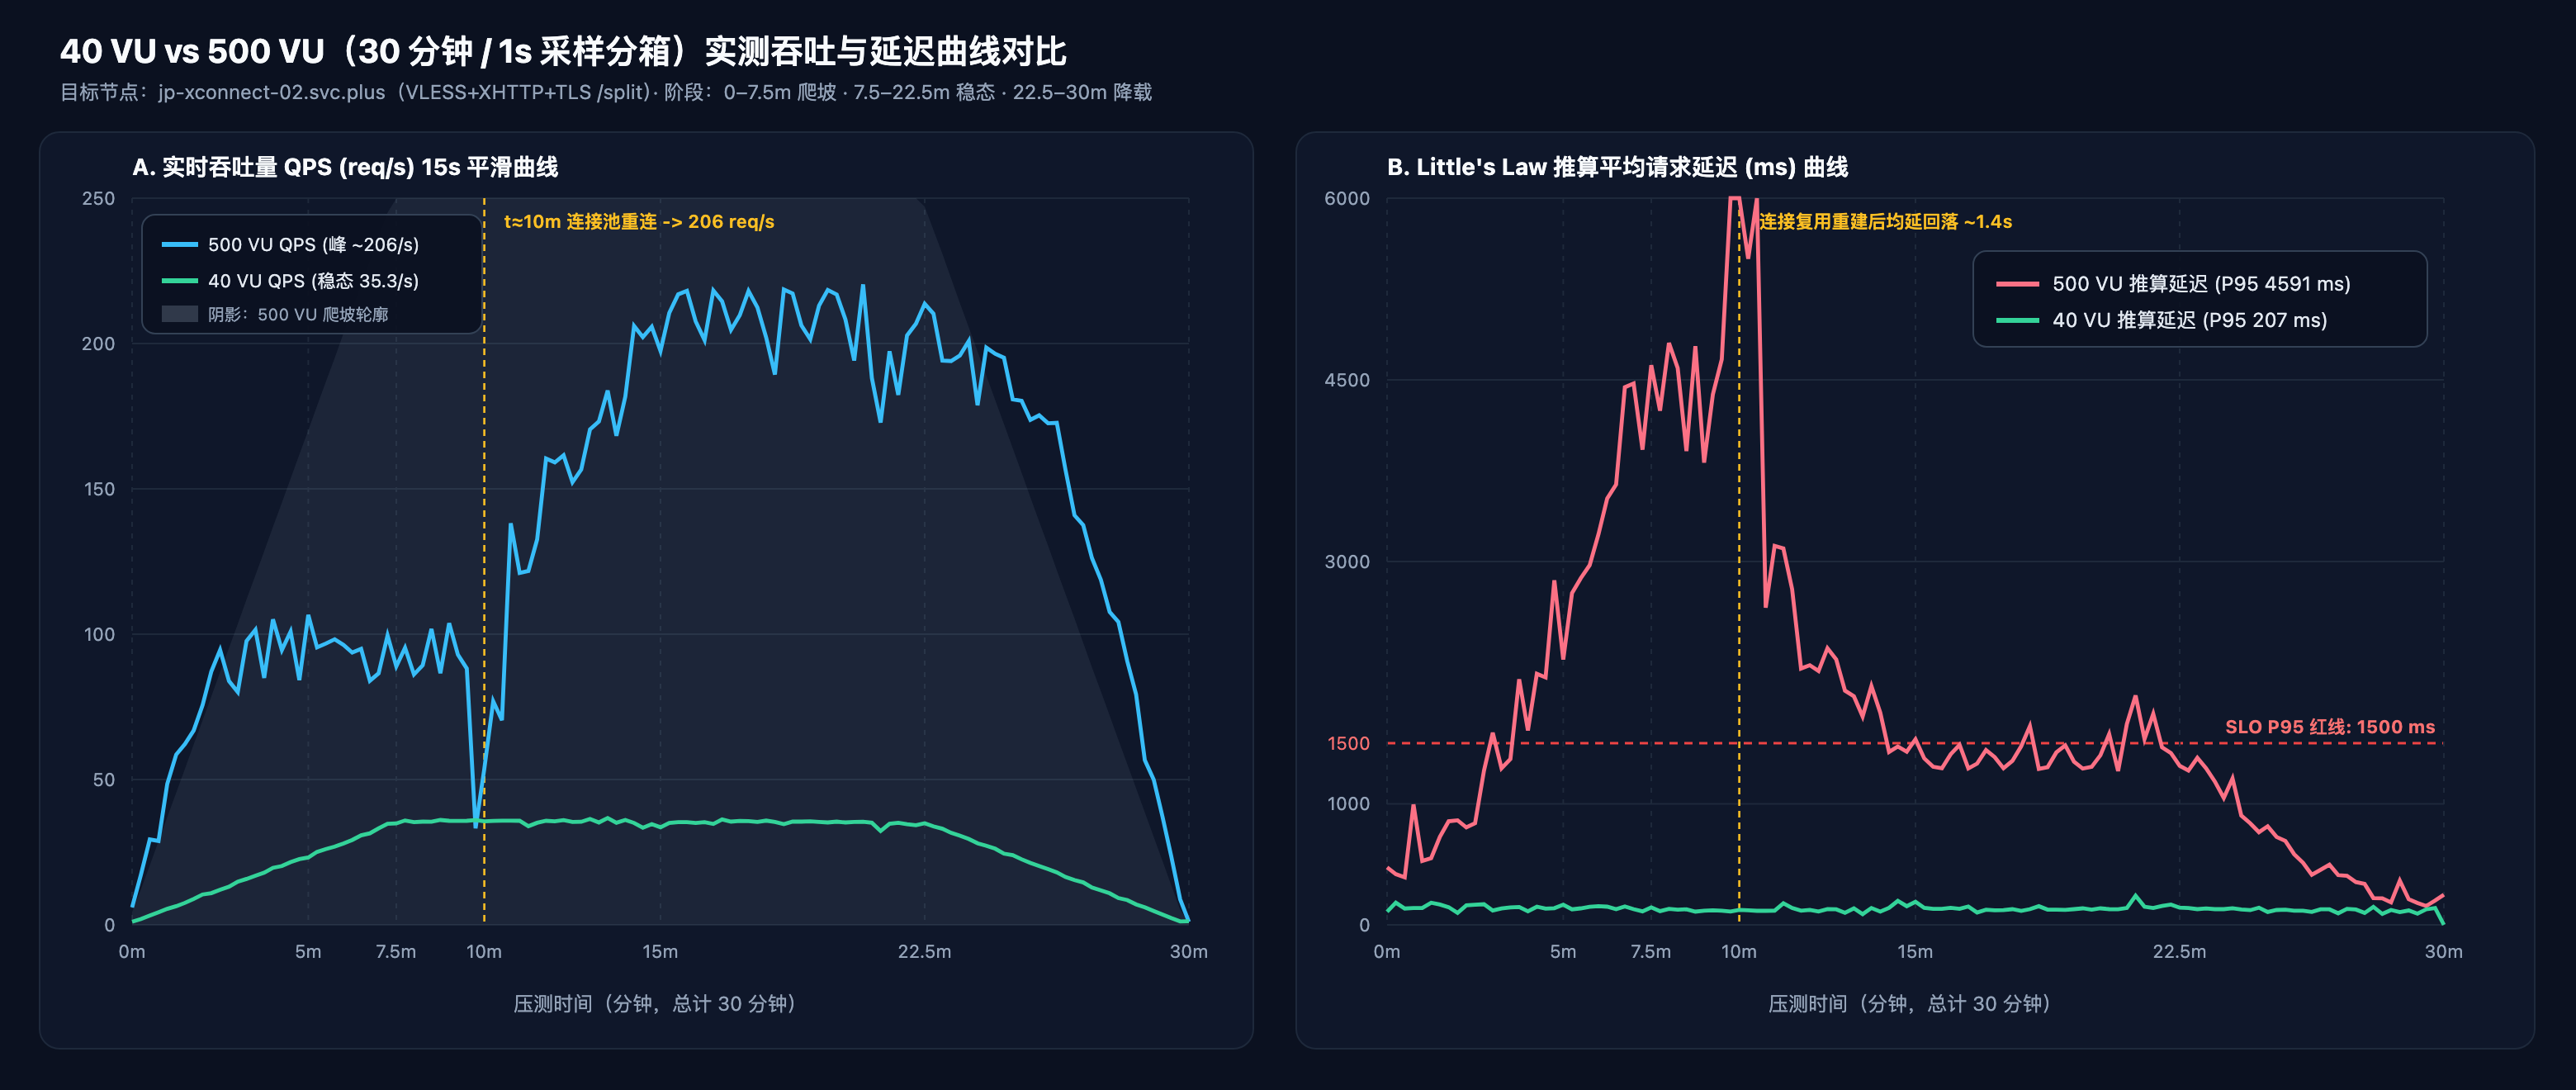 40 VU vs 500 VU（30 分钟 / 1s 采样分箱）实测吞吐与延迟曲线对比
目标节点：jp-xconnect-02.svc.plus（VLESS+XHTTP+TLS /split）· 阶段：0–7.5m 爬坡 · 7.5–22.5m 稳态 · 22.5–30m 降载
A. 实时吞吐量 QPS (req/s) 15s 平滑曲线
250
200
150
100
50
0
500 VU QPS (峰 ~206/s)
40 VU QPS (稳态 35.3/s)
阴影：500 VU 爬坡轮廓
t≈10m 连接池重连 -> 206 req/s
0m
5m
7.5m
10m
15m
22.5m
30m
压测时间（分钟，总计 30 分钟）
B. Little's Law 推算平均请求延迟 (ms) 曲线
6000
4500
3000
1500
1000
0
连接复用重建后均延回落 ~1.4s
500 VU 推算延迟 (P95 4591 ms)
40 VU 推算延迟 (P95 207 ms)
SLO P95 红线: 1500 ms
0m
5m
7.5m
10m
15m
22.5m
30m
压测时间（分钟，总计 30 分钟）